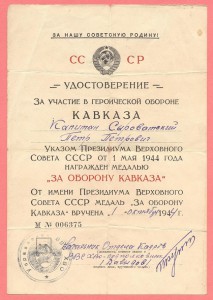 ЗА НАШУ СОВЕТСКУЮ РОДИНУ!
СС СР
УДОСТОВЕРЕНИЕ
ЗА УЧАСТИЕ В ГЕРОИЧЕСКОЙ ОБОРОНЕ
КАВКАЗА
Капитан
Петр Петрович
УКАЗОМ ПРЕЗИДИУМА ВЕРХОВНОГО
СОВЕТА СССР ОТ 1 МАЯ 1944 ГОДА
НАГРАЖДЕН МЕДАЛЬЮ
„ЗА ОБОРОНУ КАВКАЗА"
ОТ ИМЕНИ ПРЕЗИДИУМА ВЕРХОВНОГО
СОВЕТА СССР МЕДАЛЬ „ЗА ОБОРОНУ
КАВКАЗА" ВРУЧЕНА 1 октября 1944 г.
М № 006375